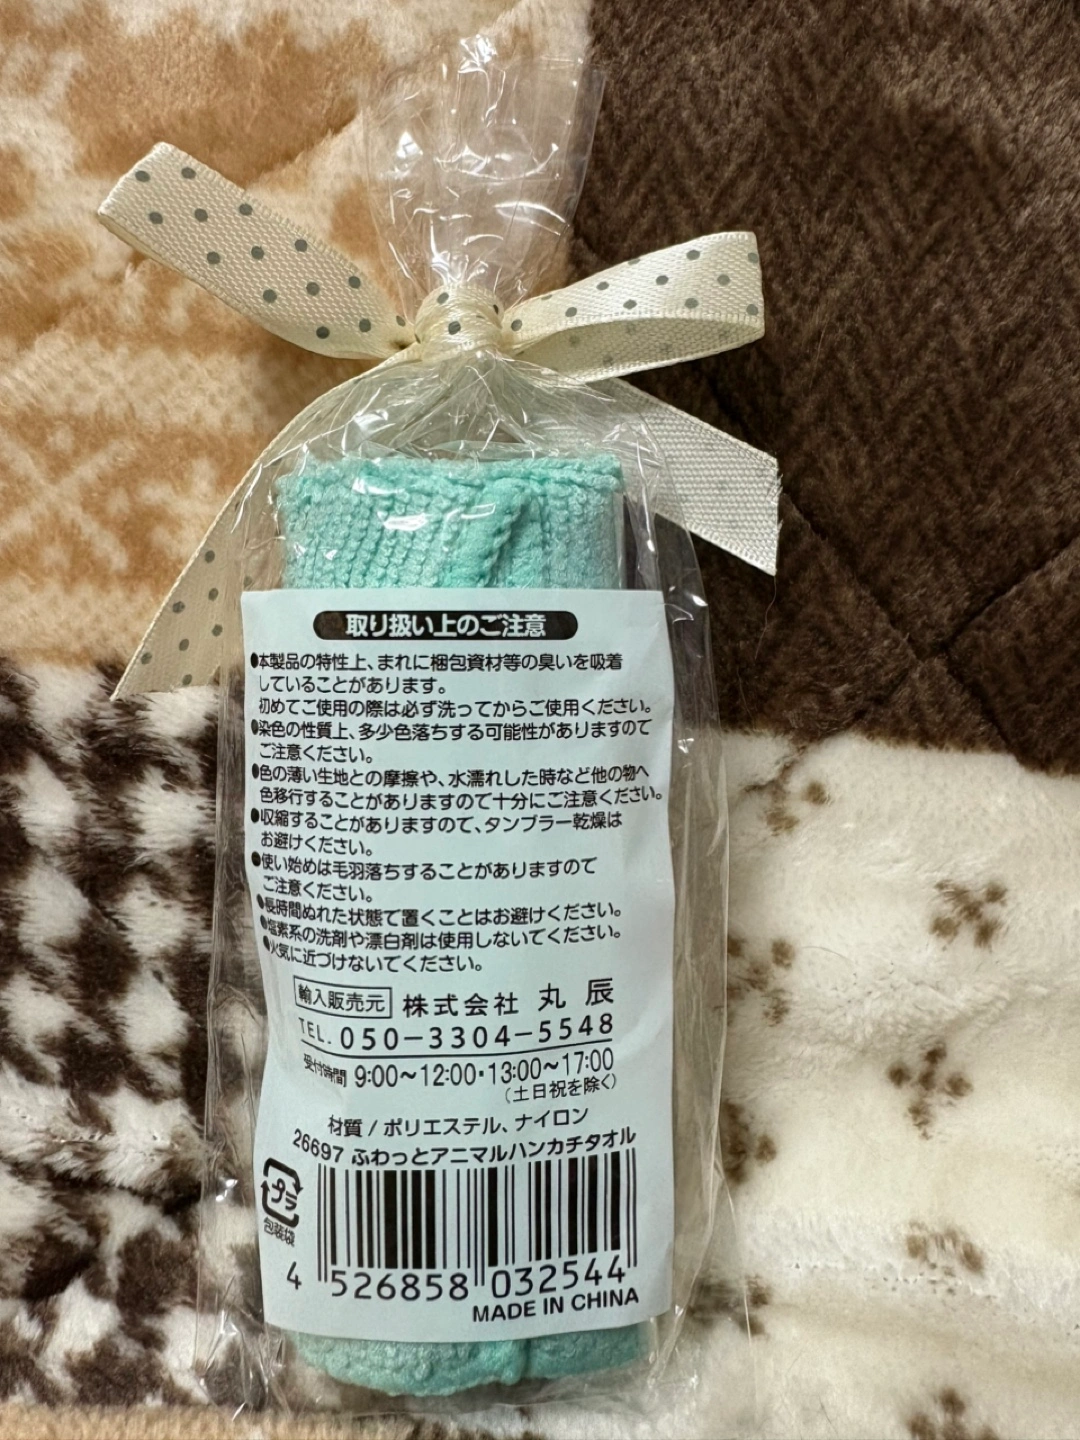 取り扱い上のご注意
●本製品の特性上、まれに梱包資材等の臭いを吸着
していることがあります。
初めてご使用の際は必ず洗ってからご使用ください。
●染色の性質上、多少色落ちする可能性がありますので
ご注意ください。
●色の薄い生地との摩擦や、水濡れした時など他の物へ
色移行することがありますので十分にご注意ください。
●収縮することがありますので、タンブラー乾燥は
お避けください。
●使い始めは毛羽落ちすることがありますので
ご注意ください。
●長時間ぬれた状態で置くことはお避けください。
●塩素系の洗剤や漂白剤は使用しないでください。
●火気に近づけないでください。
輸入販売元 株式会社 丸辰
TEL.050-3304-5548
受付時間 9:00~12:00・13:00~17:00
(土日祝を除く)
材質/ポリエステル、ナイロン
26697 ふわっとアニマルハンカチタオル
プラ
包装袋
4 526858 032544
MADE IN CHINA